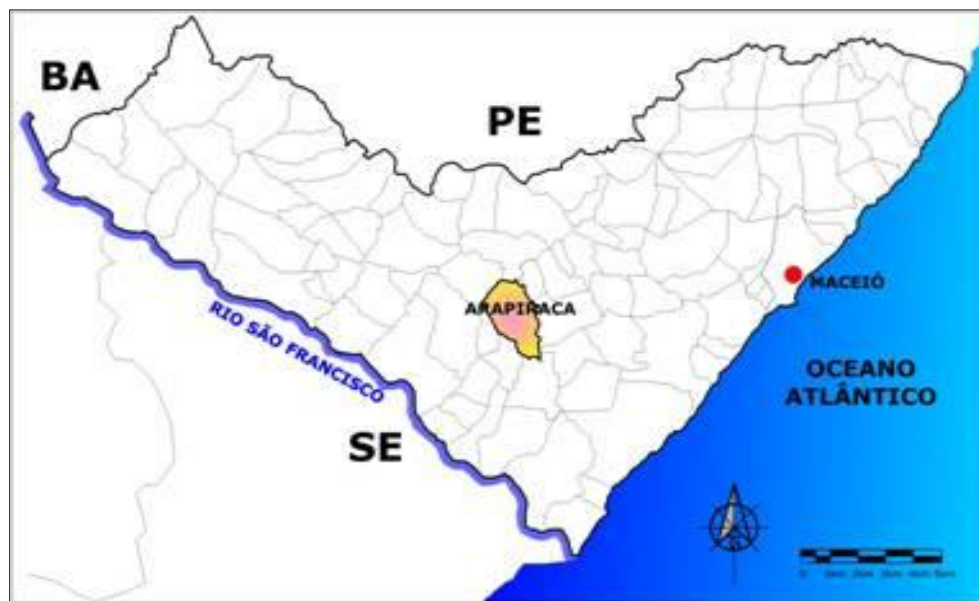 BA
PE
ARAPIRACA
MACEIÓ
RIO SÃO FRANCISCO
OCEANO
ATLÂNTICO
SE